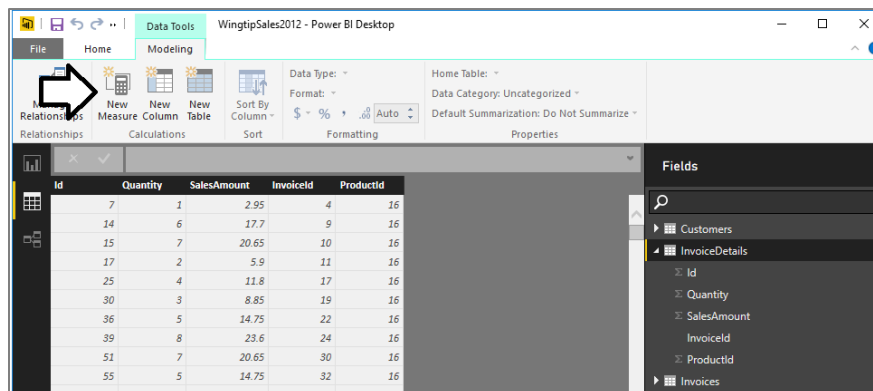 Data Tools WingtipSales2012 - Power BI Desktop
File Home Modeling
Relationships
New Measure
New Column
New Table
Sort By Column
Data Type:
Format:
$ % , .00 Auto
Home Table:
Data Category: Uncategorized
Default Summarization: Do Not Summarize
Relationships Calculations Sort Formatting Properties
Fields
Id Quantity SalesAmount InvoiceId ProductId
7 1 2.95 4 16
14 6 17.7 9 16
15 7 20.65 10 16
17 2 5.9 11 16
25 4 11.8 17 16
30 3 8.85 19 16
36 5 14.75 22 16
39 8 23.6 24 16
51 7 20.65 30 16
55 5 14.75 32 16
Customers
InvoiceDetails
Σ Id
Σ Quantity
Σ SalesAmount
InvoiceId
Σ ProductId
Invoices